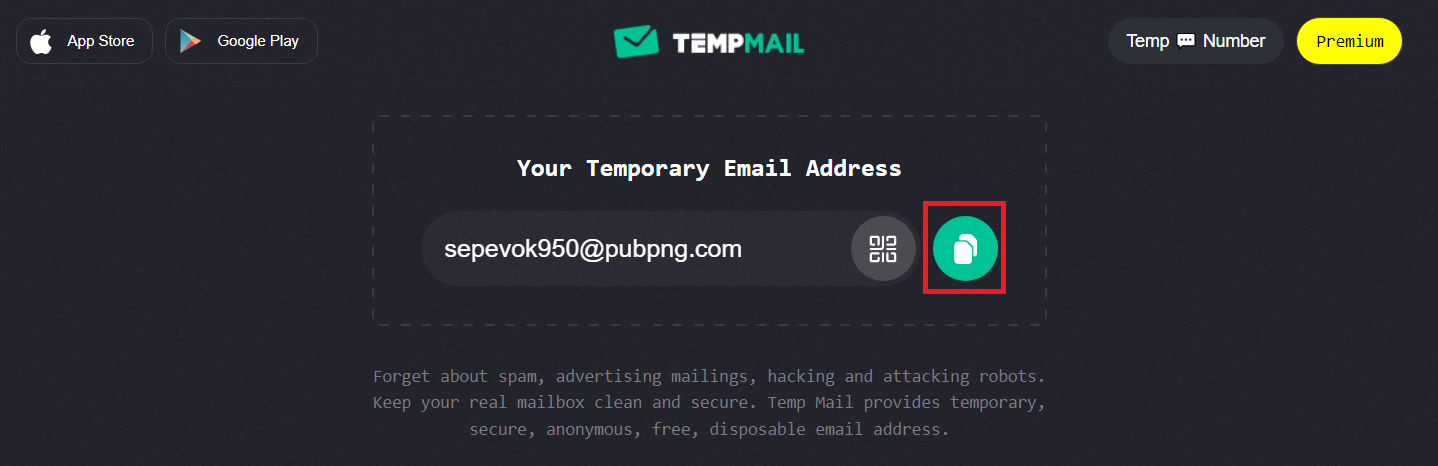 App Store
Google Play
TEMPMAIL
Temp Number
Premium
Your Temporary Email Address
sepevok950@pubpng.com
Forget about spam, advertising mailings, hacking and attacking robots.
Keep your real mailbox clean and secure. Temp Mail provides temporary,
secure, anonymous, free, disposable email address.